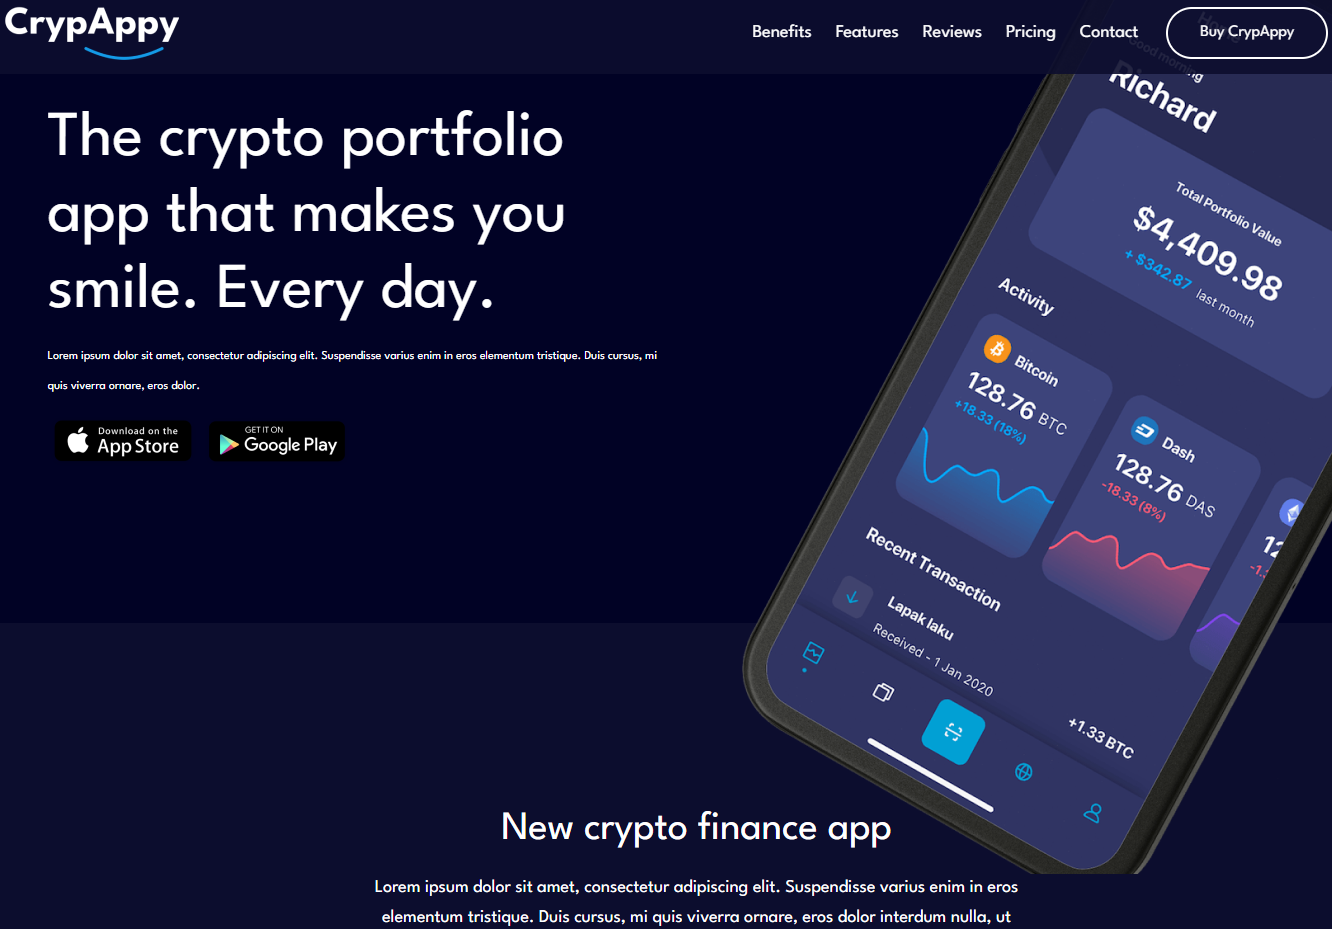 CrypAppy
Benefits
Features
Reviews
Pricing
Contact
Buy CrypAppy
The crypto portfolio
app that makes you
smile. Every day.
Lorem ipsum dolor sit amet, consectetur adipiscing elit. Suspendisse varius enim in eros elementum tristique. Duis cursus, mi
quis viverra ornare, eros dolor.
Download on the
App Store
GET IT ON
Google Play
Good morning
Richard
Total Portfolio Value
$4,409.98
+ $342.87 last month
Activity
Bitcoin
128.76 BTC
+18.33 (18%)
Dash
128.76 DAS
-18.33 (8%)
Recent Transaction
Lapak laku
Received - 1 Jan 2020
+1.33 BTC
New crypto finance app
Lorem ipsum dolor sit amet, consectetur adipiscing elit. Suspendisse varius enim in eros
elementum tristique. Duis cursus, mi quis viverra ornare, eros dolor interdum nulla, ut